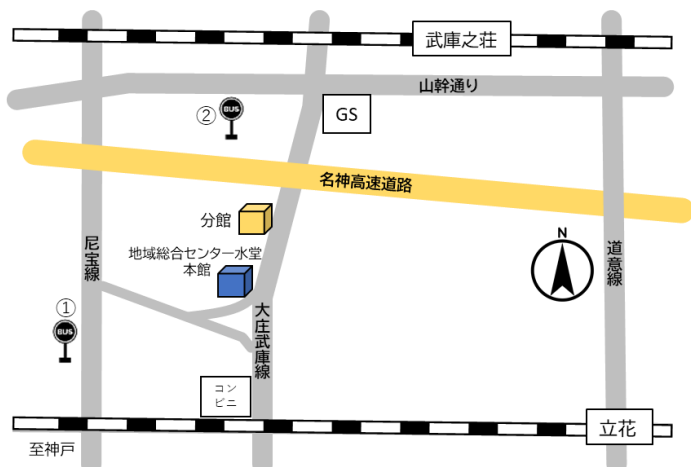 武庫之荘
山幹通り
② BUS
GS
名神高速道路
分館
地域総合センター水堂
本館
尼宝線
N
道意線
①
BUS
大庄武庫線
コン
ビニ
立花
至神戸